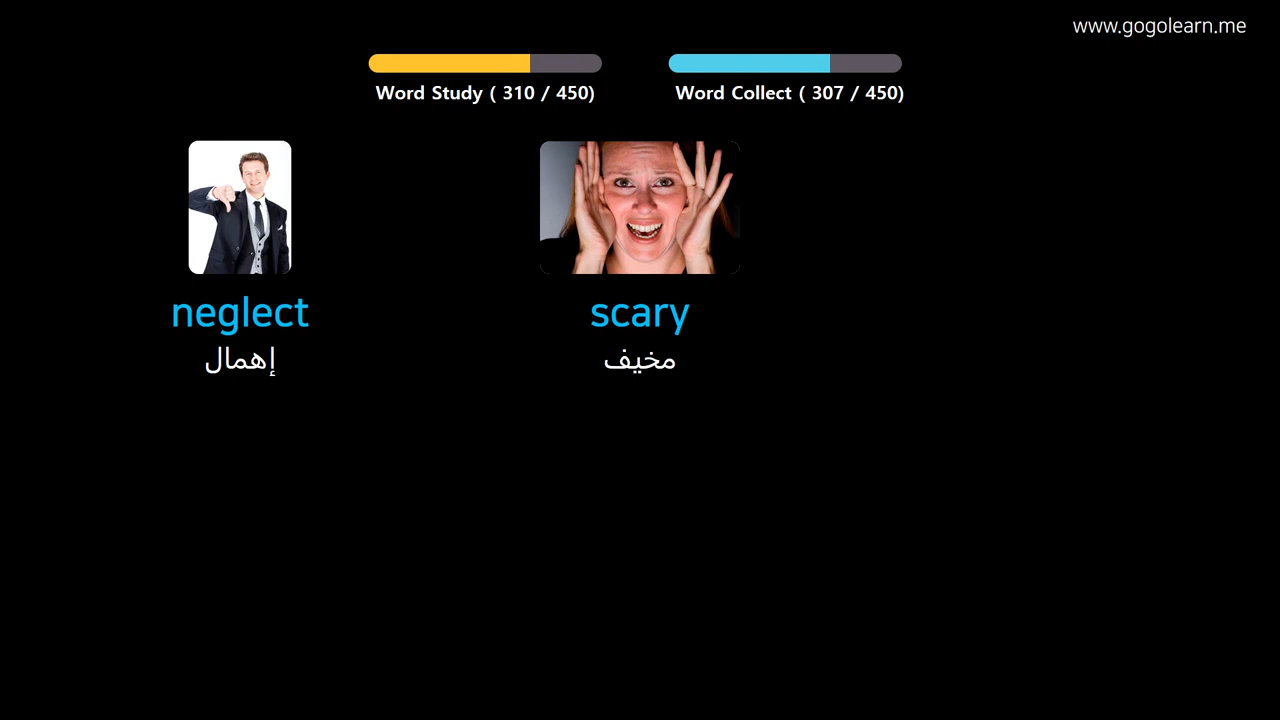 www.gogolearn.me
Word Study ( 310 / 450)
Word Collect ( 307 / 450)
neglect
إهمال
scary
مخيف